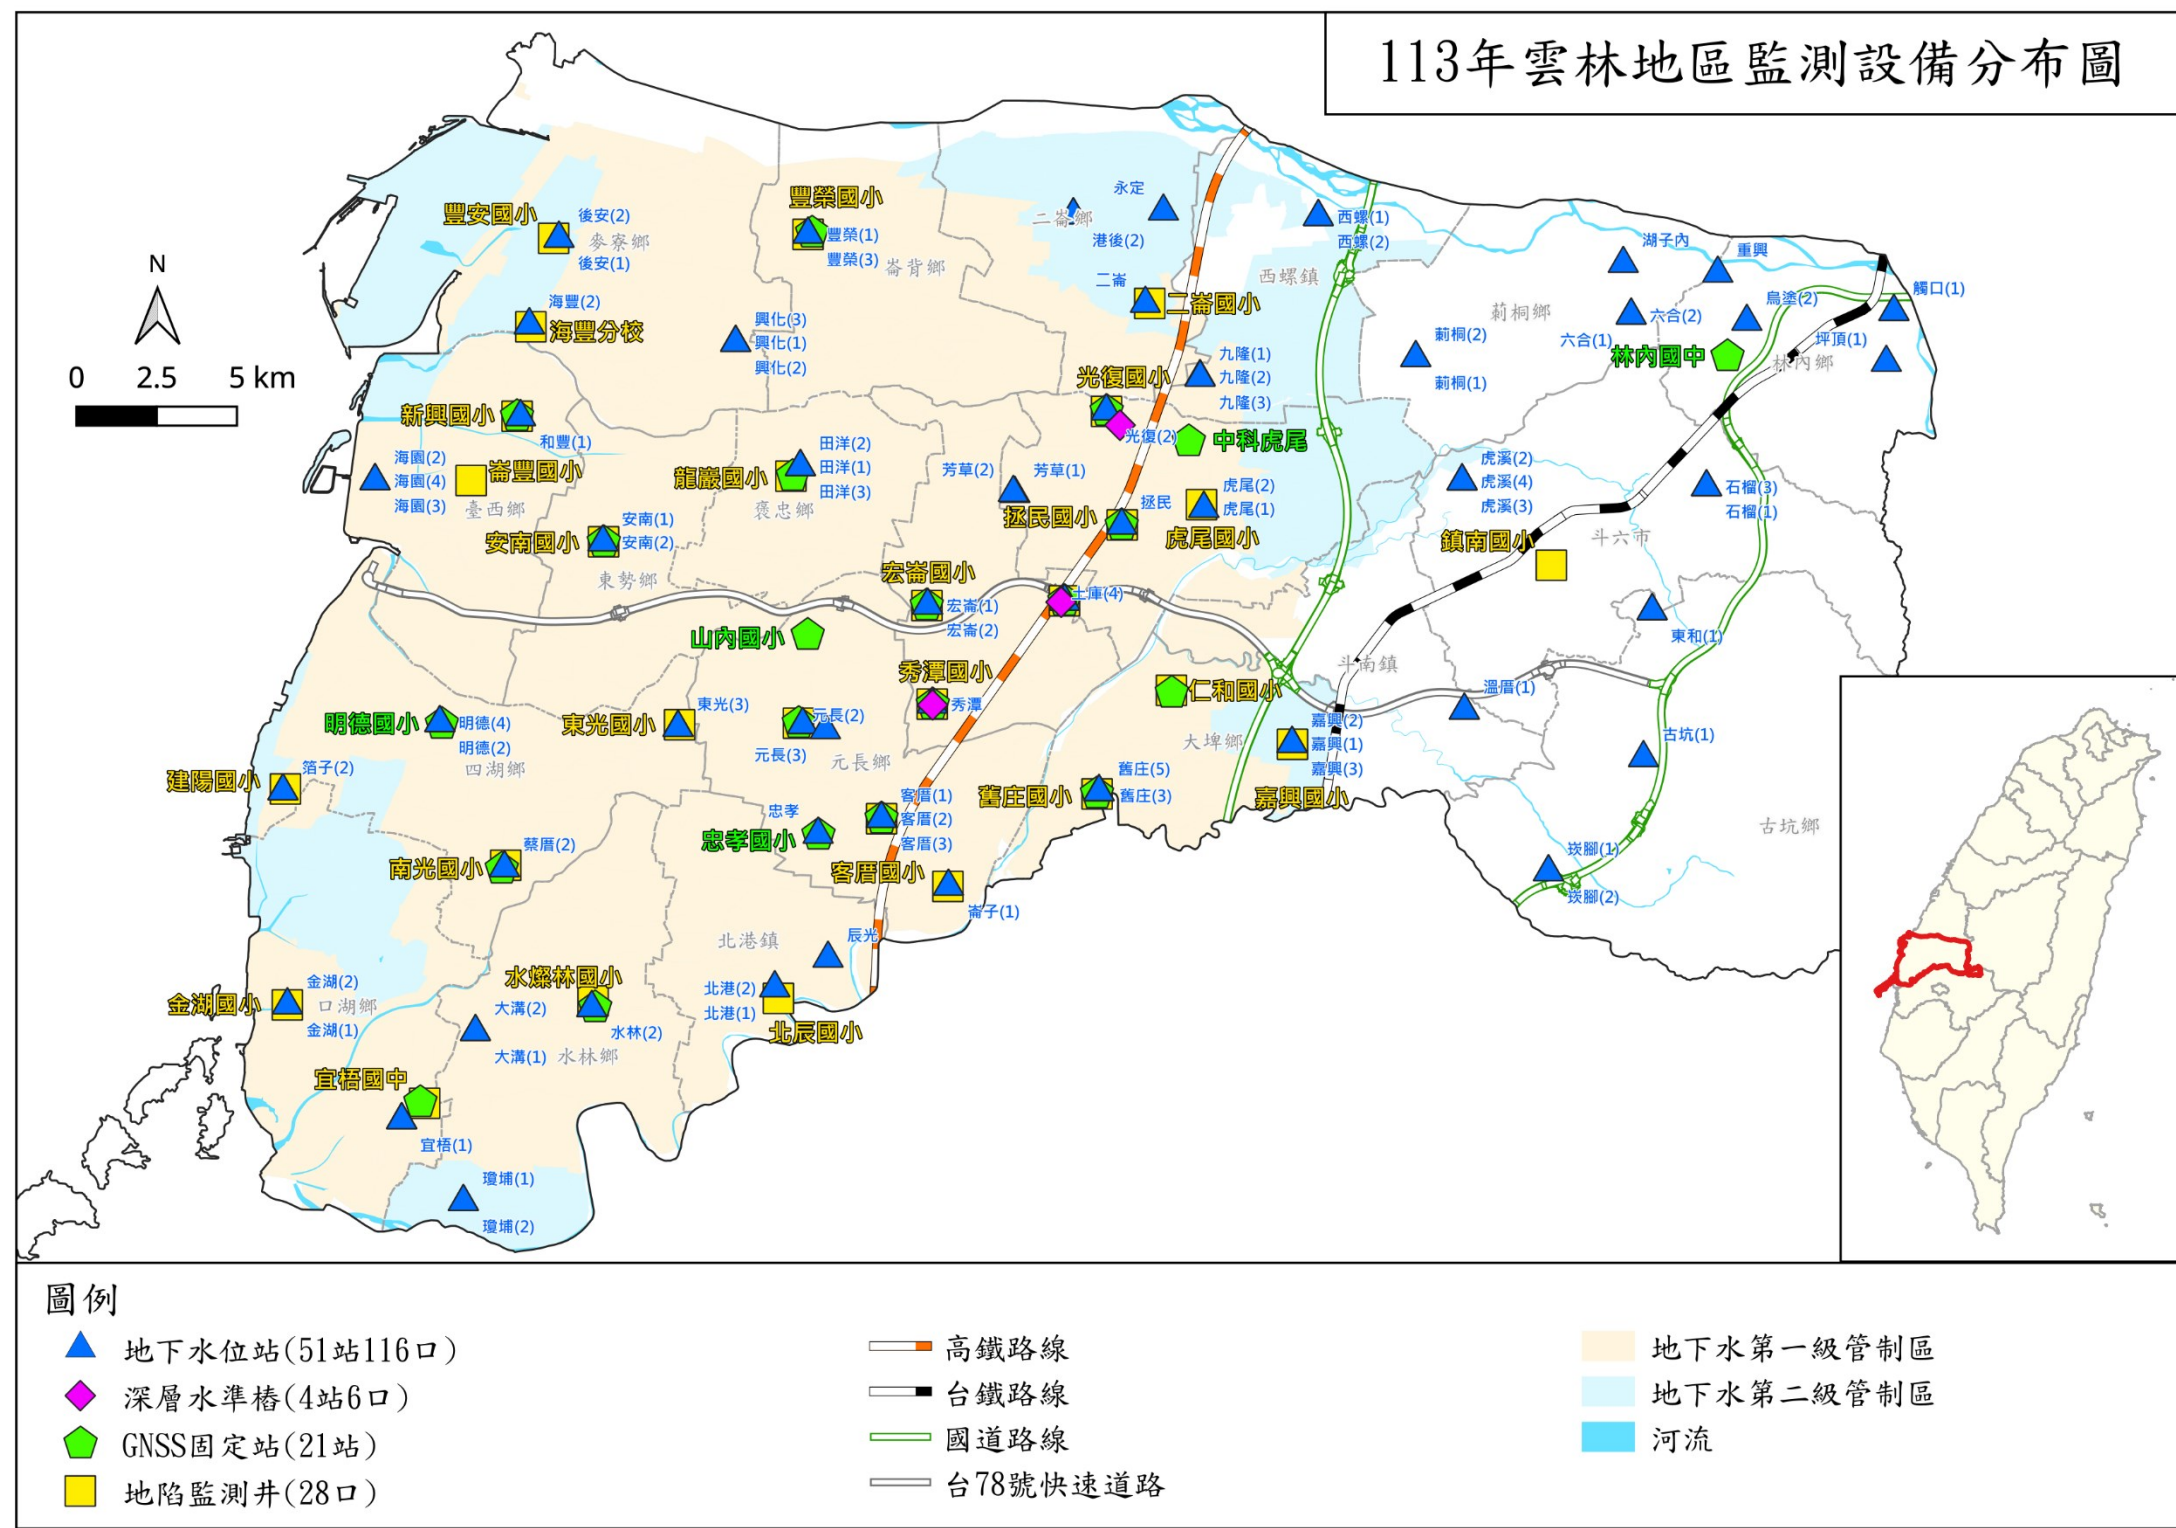 113年雲林地區監測設備分布圖
N
0 2.5 5 km
豐安國小
後安(2)
麥寮鄉
後安(1)
豐榮國小
豐榮(1)
豐榮(3)
崙背鄉
永定
二崙鄉
港後(2)
二崙
二崙國小
西螺(1)
西螺(2)
西螺鎮
湖子內
重興
烏塗(2)
觸口(1)
六合(2)
六合(1)
坪頂(1)
林內國中
林內鄉
莿桐鄉
莿桐(2)
莿桐(1)
海豐(2)
海豐分校
興化(3)
興化(1)
興化(2)
九隆(1)
九隆(2)
九隆(3)
光復國小
光復(2)
中科虎尾
新興國小
和豐(1)
海園(2)
海園(4)
海園(3)
崙豐國小
臺西鄉
龍巖國小
田洋(2)
田洋(1)
田洋(3)
褒忠鄉
芳草(2)
芳草(1)
拯民
拯民國小
虎尾(2)
虎尾(1)
虎尾國小
虎溪(2)
虎溪(4)
虎溪(3)
石榴(3)
石榴(1)
鎮南國小
斗六市
安南國小
安南(1)
安南(2)
東勢鄉
宏崙國小
宏崙(1)
宏崙(2)
土庫(4)
東和(1)
山內國小
秀潭國小
秀潭
仁和國小
斗南鎮
溫厝(1)
明德國小
明德(4)
明德(2)
四湖鄉
東光國小
東光(3)
元長(2)
元長(3)
元長鄉
大埤鄉
嘉興(2)
嘉興(1)
嘉興(3)
嘉興國小
古坑(1)
古坑鄉
建陽國小
箔子(2)
舊庄國小
舊庄(5)
舊庄(3)
忠孝
忠孝國小
客厝(1)
客厝(2)
客厝(3)
客厝國小
崙子(1)
南光國小
蔡厝(2)
崁腳(1)
崁腳(2)
北港鎮
辰光
金湖國小
金湖(2)
金湖(1)
口湖鄉
水燦林國小
大溝(2)
大溝(1)
水林(2)
水林鄉
北港(2)
北港(1)
北辰國小
宜梧國中
宜梧(1)
瓊埔(1)
瓊埔(2)
圖例
地下水位站(51站116口)
深層水準樁(4站6口)
GNSS固定站(21站)
地陷監測井(28口)
高鐵路線
台鐵路線
國道路線
台78號快速道路
地下水第一級管制區
地下水第二級管制區
河流